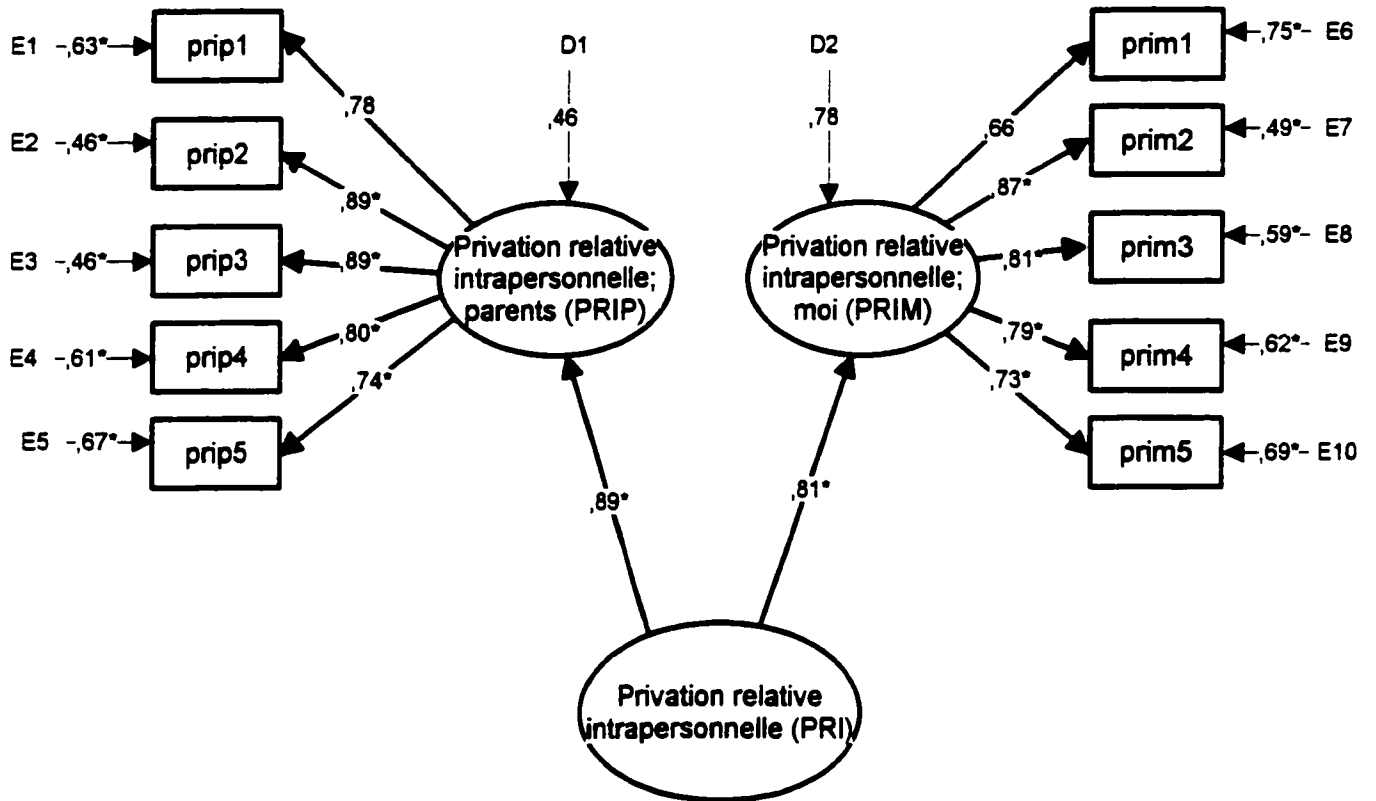 E1 -,63* prip1
E2 -,46* prip2
E3 -,46* prip3
E4 -,61* prip4
E5 -,67* prip5
,78
,89*
,89*
,80*
,74*
D1
,46
Privation relative
intrapersonnelle;
parents (PRIP)
D2
,78
Privation relative
intrapersonnelle;
moi (PRIM)
,66
,87*
,81*
,79*
,73*
prim1 ,75*- E6
prim2 ,49*- E7
prim3 ,59*- E8
prim4 ,62*- E9
prim5 ,69*- E10
,89*
,81*
Privation relative
intrapersonnelle (PRI)